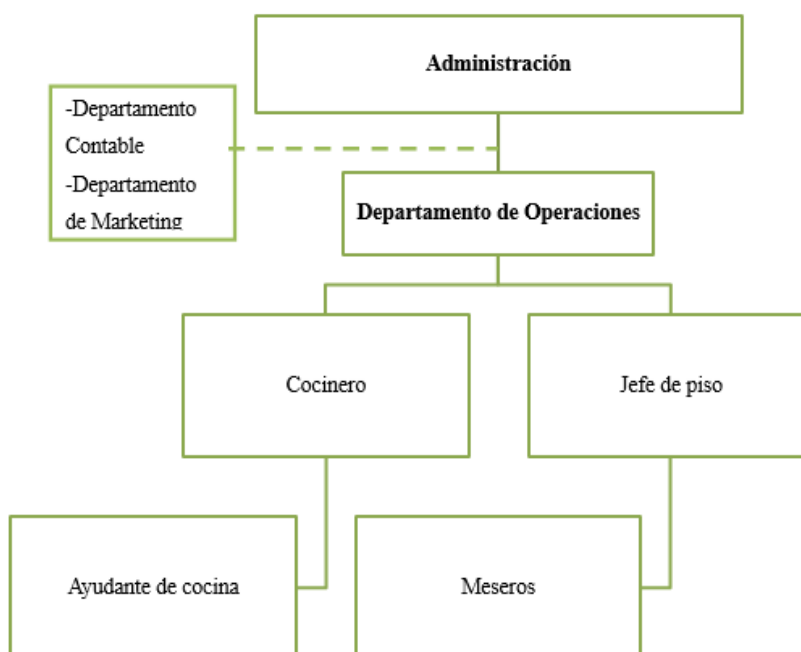 Administración
-Departamento
Contable
-Departamento
de Marketing
Departamento de Operaciones
Cocinero
Jefe de piso
Ayudante de cocina
Meseros